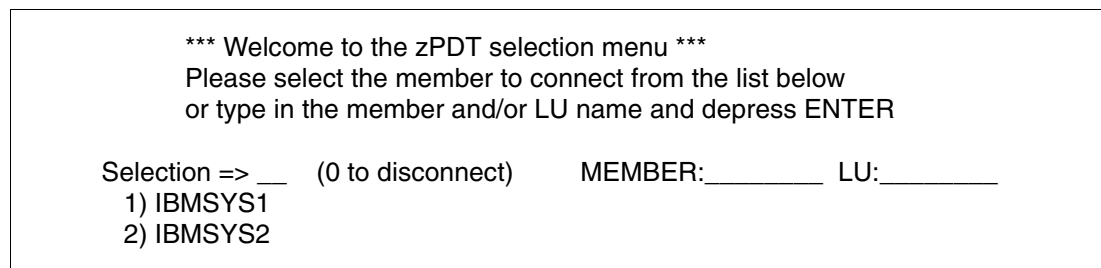 *** Welcome to the zPDT selection menu ***
Please select the member to connect from the list below
or type in the member and/or LU name and depress ENTER
Selection => __ (0 to disconnect) MEMBER:________ LU:________
1) IBMSYS1
2) IBMSYS2